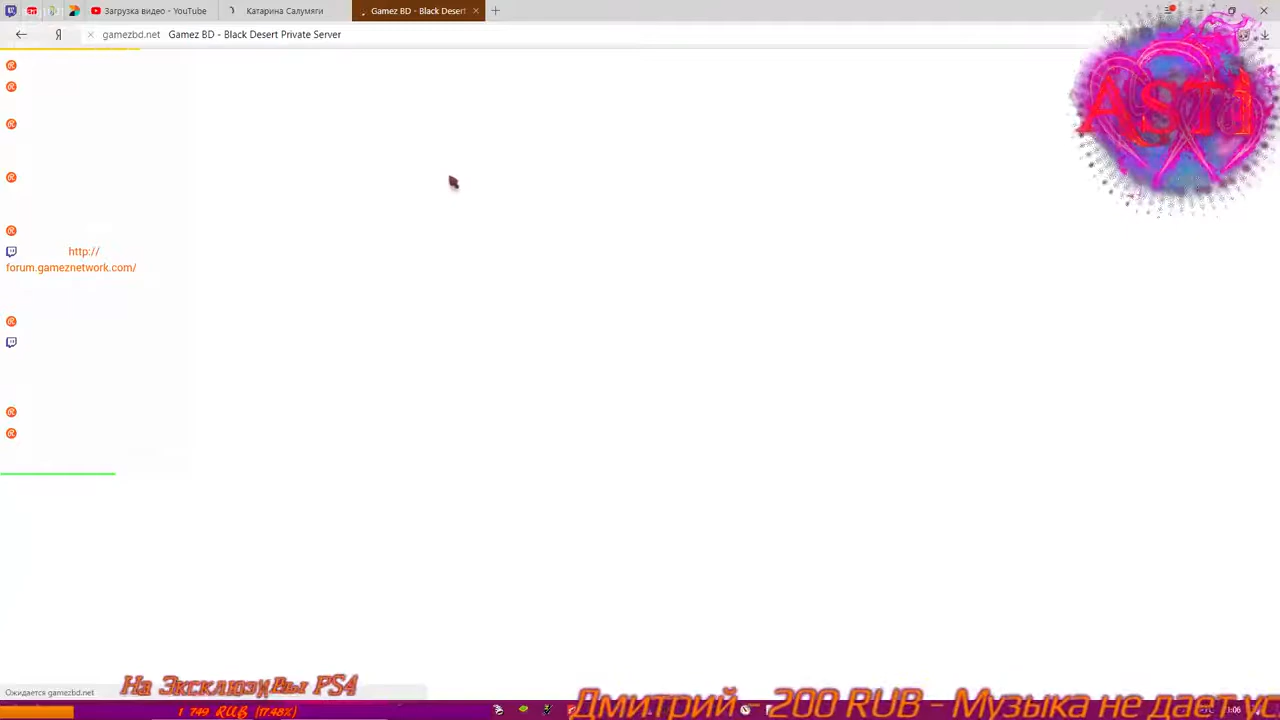 Загрузка видео - YouTube
Катарина Салумяги
Gamez BD - Black Desert
gamezbd.net Gamez BD - Black Desert Private Server
ASTI
http://
forum.gameznetwork.com/
Ожидается gamezbd.net
На Эксклюзивы PS4
1 749 RUB (17.48%)
Дмитрий - 200 RUB - Музыка не дает ус